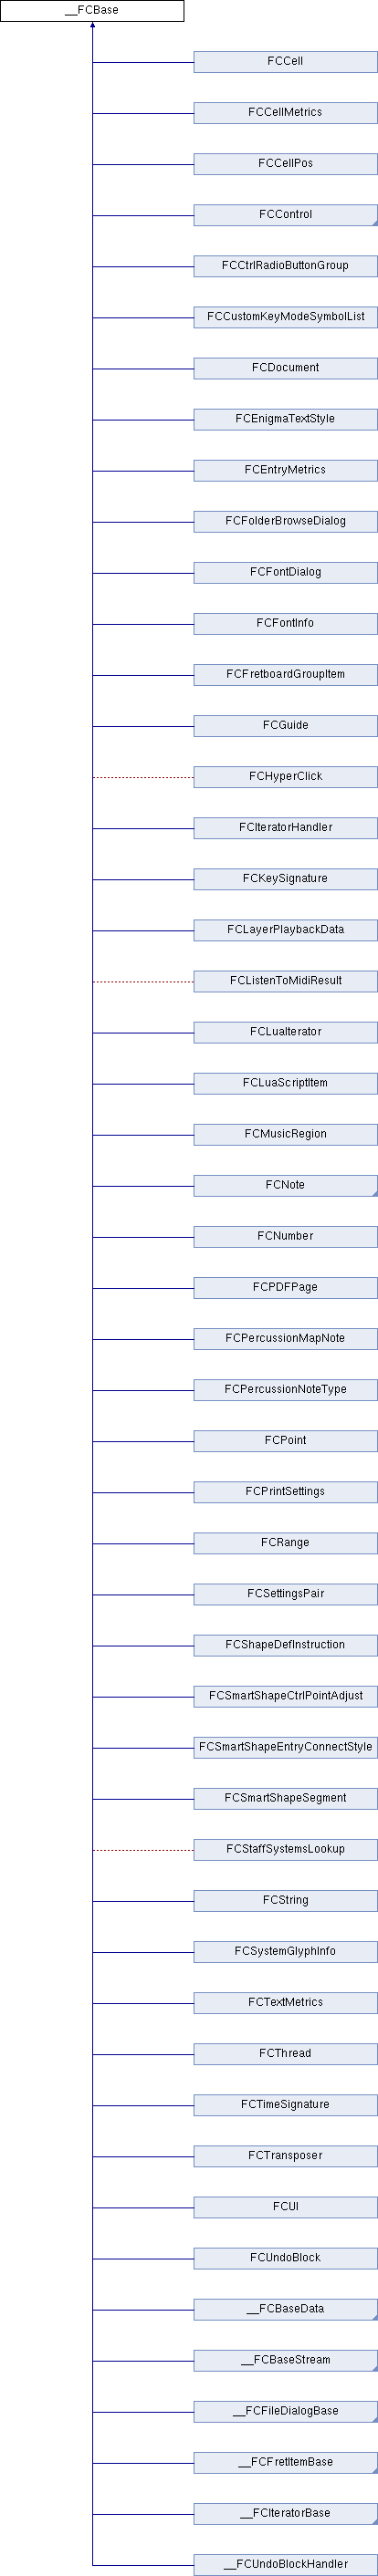 __FCBase
FCCell
FCCellMetrics
FCCellPos
FCControl
FCCtrlRadioButtonGroup
FCCustomKeyModeSymbolList
FCDocument
FCEnigmaTextStyle
FCEntryMetrics
FCFolderBrowseDialog
FCFontDialog
FCFontInfo
FCFretboardGroupItem
FCGuide
FCHyperClick
FCIteratorHandler
FCKeySignature
FCLayerPlaybackData
FCListenToMidiResult
FCLuaIterator
FCLuaScriptItem
FCMusicRegion
FCNote
FCNumber
FCPDFPage
FCPercussionMapNote
FCPercussionNoteType
FCPoint
FCPrintSettings
FCRange
FCSettingsPair
FCShapeDefInstruction
FCSmartShapeCtrlPointAdjust
FCSmartShapeEntryConnectStyle
FCSmartShapeSegment
FCStaffSystemsLookup
FCString
FCSystemGlyphInfo
FCTextMetrics
FCThread
FCTimeSignature
FCTransposer
FCUI
FCUndoBlock
__FCBaseData
__FCBaseStream
__FCFileDialogBase
__FCFretItemBase
__FCIteratorBase
__FCUndoBlockHandler